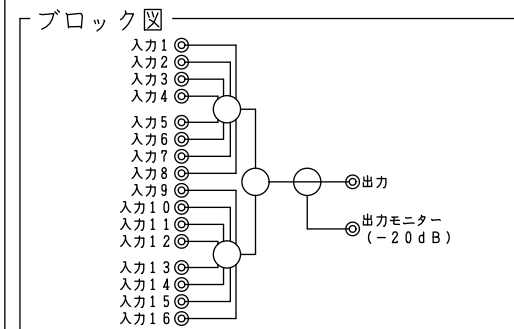 ブロック図
入力1
入力2
入力3
入力4
入力5
入力6
入力7
入力8
入力9
入力10
入力11
入力12
入力13
入力14
入力15
入力16
出力
出力モニター
(-20dB)